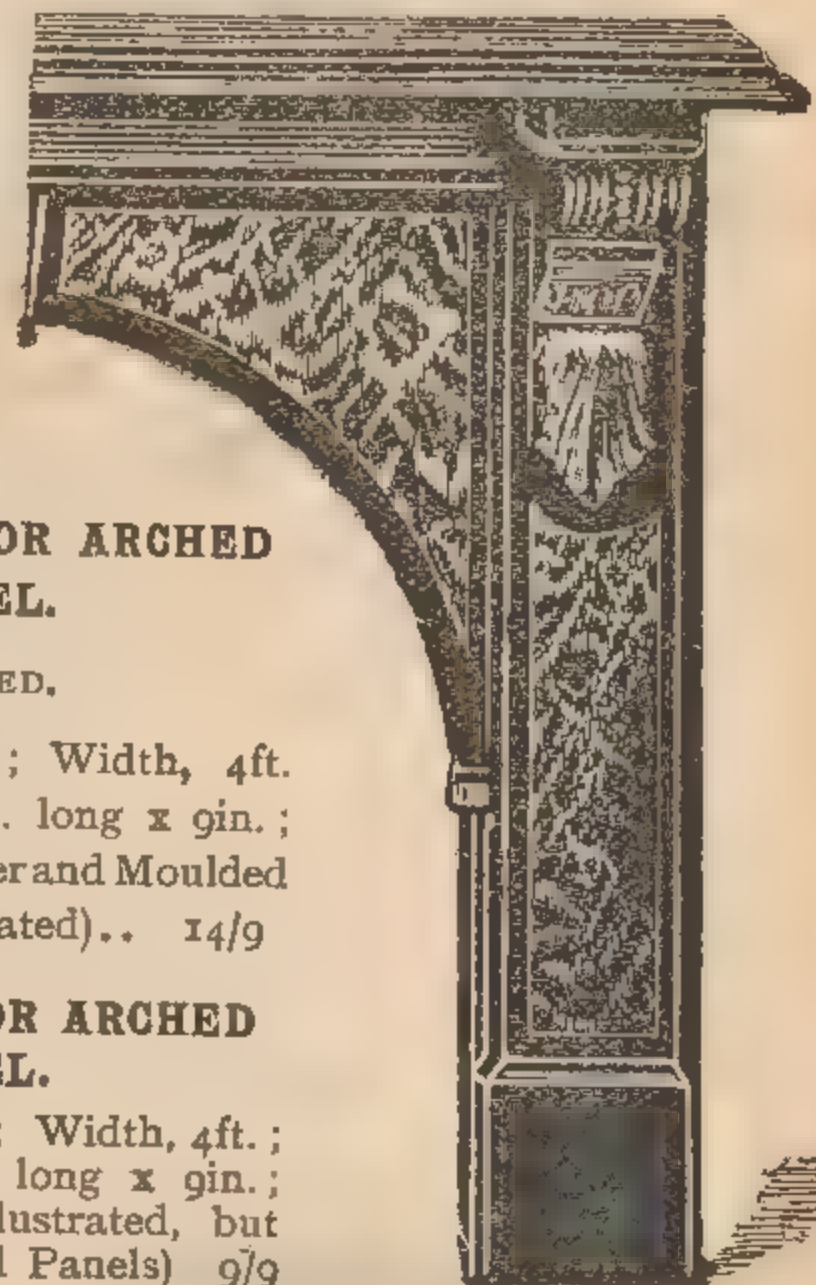 OR ARCHED
EL.
ED.
; Width, 4ft.
. long x 9in. ;
er and Moulded
ated).. 14/9
OR ARCHED
EL.
; Width, 4ft. ;
long x 9in. ;
lustrated, but
l Panels) 9/9